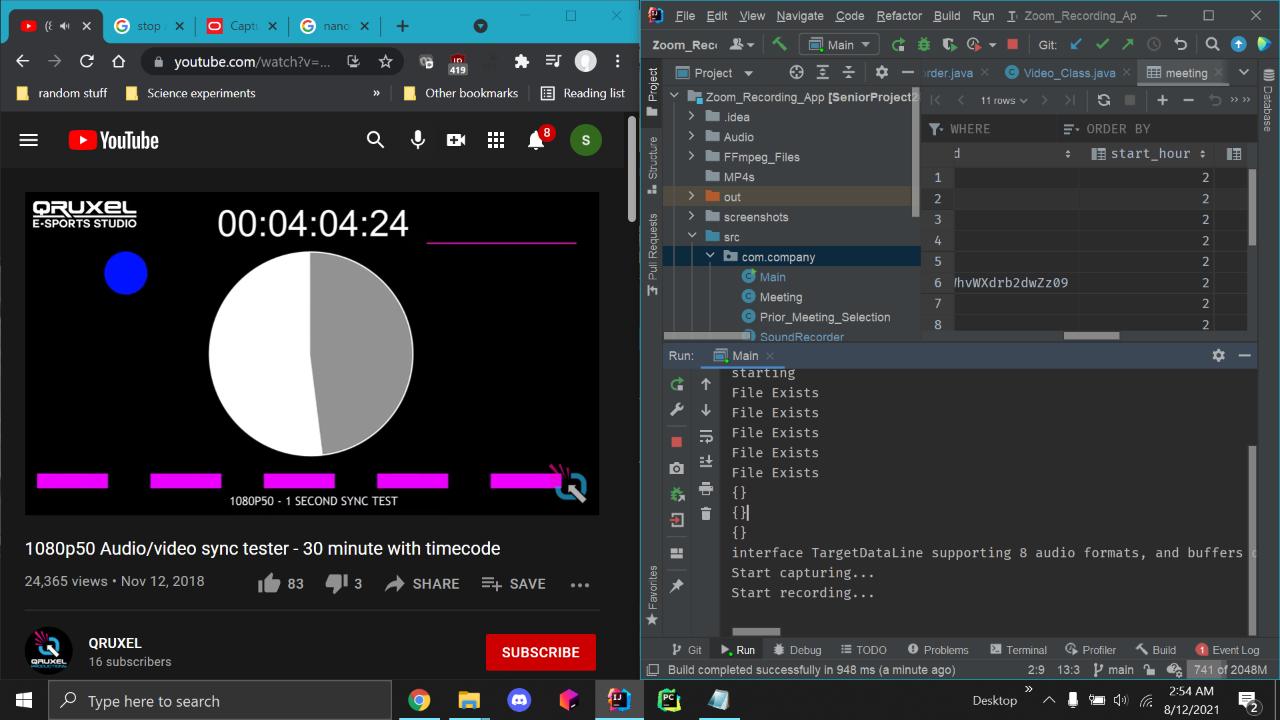 stop
Capt
nano
youtube.com/watch?v=...
419
random stuff
Science experiments
»
Other bookmarks
Reading list
YouTube
8
S
QRUXEL
E-SPORTS STUDIO
00:04:04:24
1080P50 - 1 SECOND SYNC TEST
1080p50 Audio/video sync tester - 30 minute with timecode
24,365 views • Nov 12, 2018
83
3
SHARE
SAVE
QRUXEL
PRODUCTIONS
QRUXEL
16 subscribers
SUBSCRIBE
File Edit View Navigate Code Refactor Build Run T Zoom_Recording_Ap
Zoom_Reci
Main
Git:
Project
rder.java
Video_Class.java
meeting
Project
Structure
Pull Requests
Favorites
Database
Zoom_Recording_App [SeniorProject2
.idea
Audio
FFmpeg_Files
MP4s
out
screenshots
src
com.company
Main
Meeting
Prior_Meeting_Selection
SoundRecorder
11 rows
WHERE
ORDER BY
d
start_hour
1 2
2 2
3 2
4 2
5 2
6 VhvWXdrb2dwZz09 2
7 2
8 2
Run:
Main
starting
File Exists
File Exists
File Exists
File Exists
File Exists
{}
{}
{}
interface TargetDataLine supporting 8 audio formats, and buffers o
Start capturing...
Start recording...
Git
Run
Debug
TODO
Problems
Terminal
Profiler
Build
1 Event Log
Build completed successfully in 948 ms (a minute ago)
2:9 13:3 main 741 of 2048M
Type here to search
Desktop
»
2:54 AM
8/12/2021
2